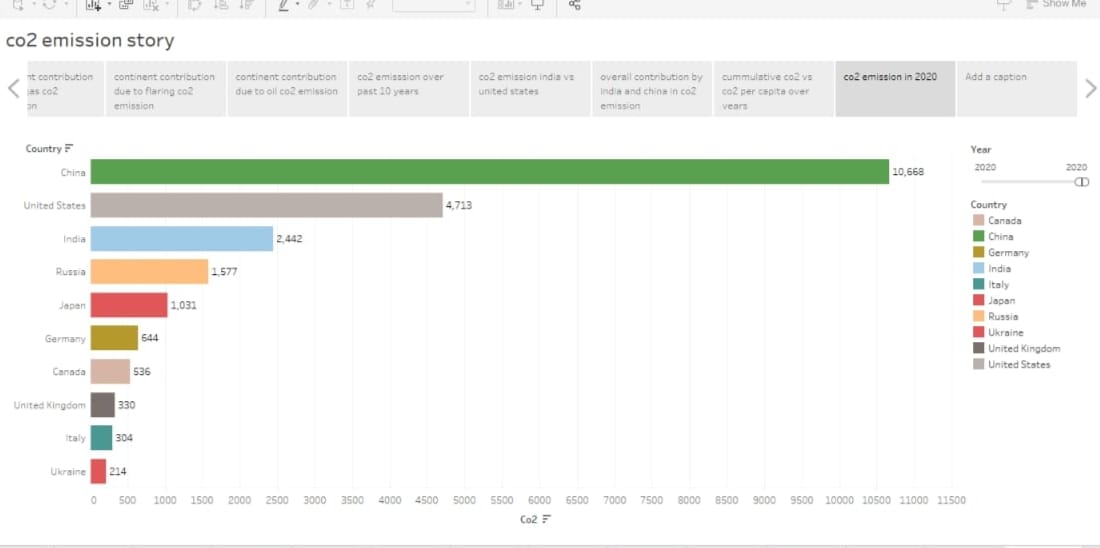 Show Me
co2 emission story
nt contribution
as co2
on
continent contribution
due to flaring co2
emission
continent contribution
due to oil co2 emission
co2 emisssion over
past 10 years
co2 emission india vs
united states
overall contribution by
india and china in co2
emission
cummulative co2 vs
co2 per capita over
years
co2 emission in 2020
Add a caption
Country
China
10,668
United States
4,713
India
2,442
Russia
1,577
Japan
1,031
Germany
644
Canada
536
United Kingdom
330
Italy
304
Ukraine
214
0 500 1000 1500 2000 2500 3000 3500 4000 4500 5000 5500 6000 6500 7000 7500 8000 8500 9000 9500 10000 10500 11000 11500
Co2
Year
2020 2020
Country
Canada
China
Germany
India
Italy
Japan
Russia
Ukraine
United Kingdom
United States